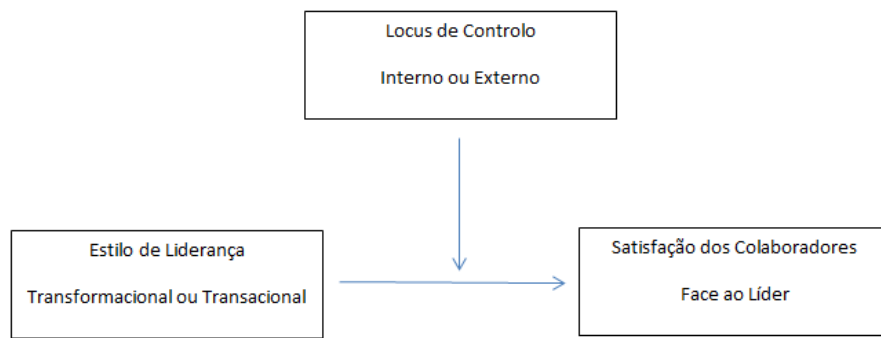 Locus de Controlo
Interno ou Externo
Estilo de Liderança
Transformacional ou Transacional
Satisfação dos Colaboradores
Face ao Líder